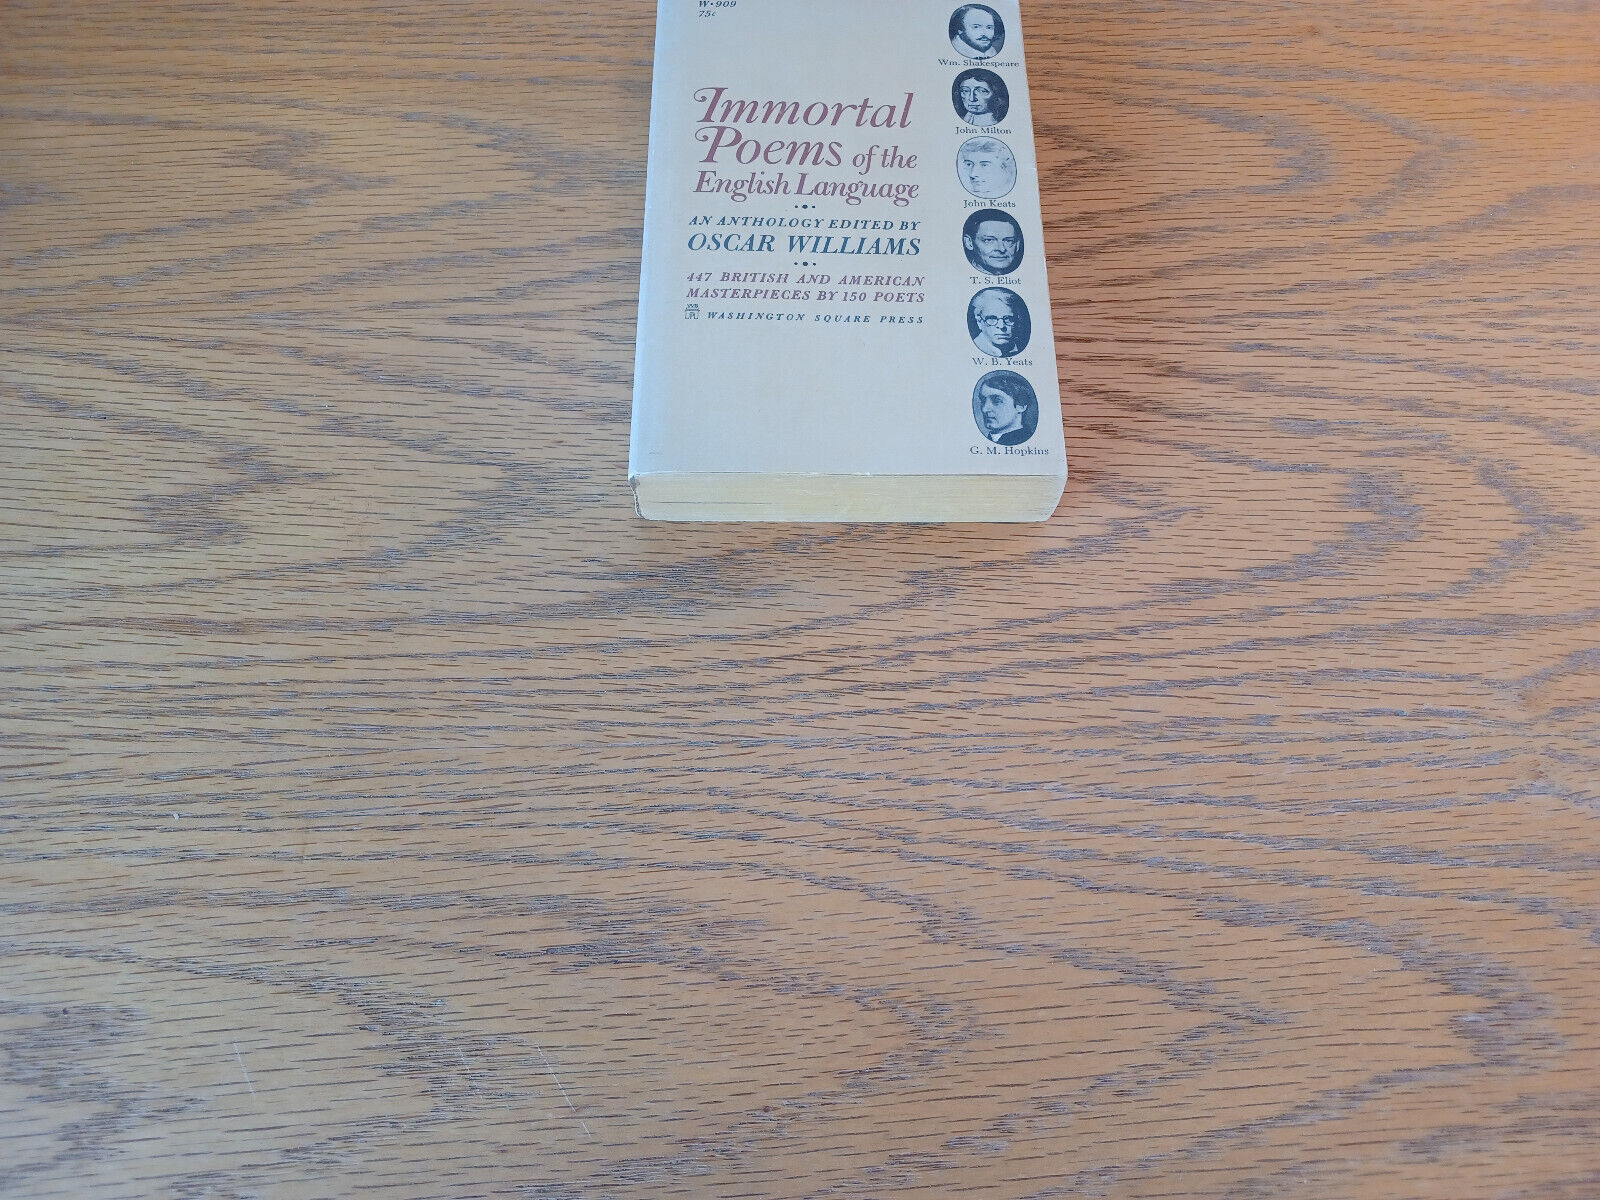 W•909
75¢
Immortal
Poems of the
English Language
AN ANTHOLOGY EDITED BY
OSCAR WILLIAMS
447 BRITISH AND AMERICAN
MASTERPIECES BY 150 POETS
WASHINGTON SQUARE PRESS
Wm. Shakespeare
John Milton
John Keats
T. S. Eliot
W. B. Yeats
G. M. Hopkins